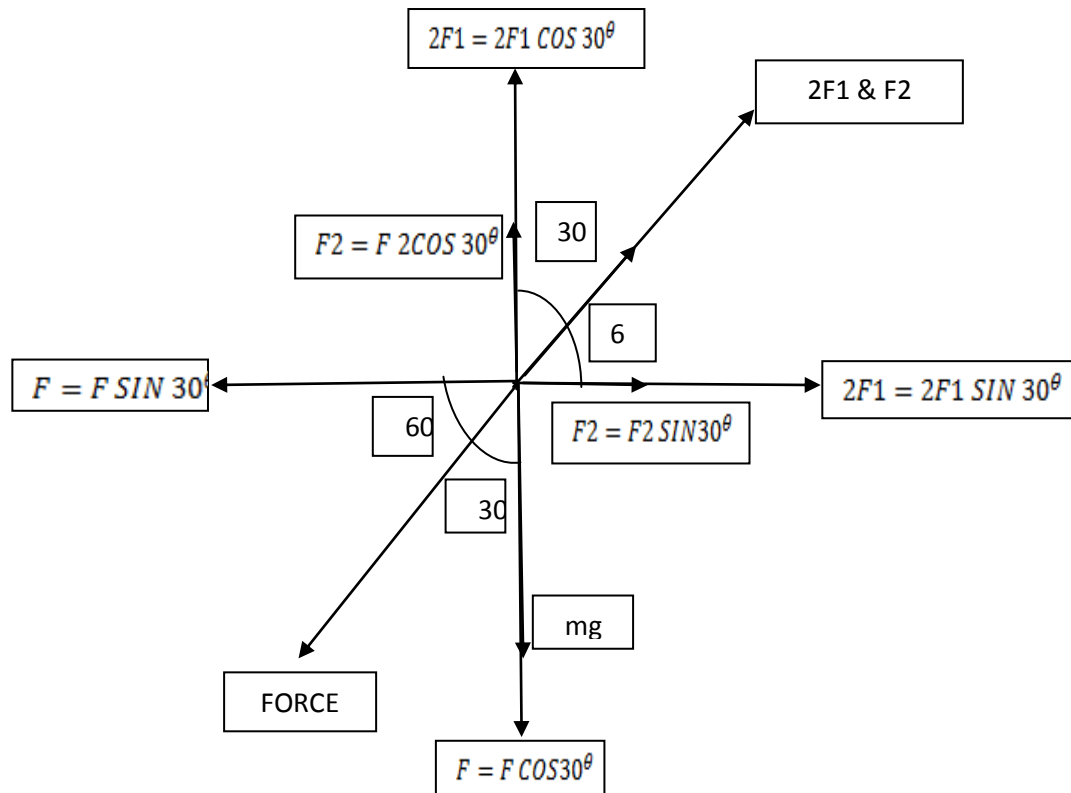 2F1 = 2F1 COS 30^θ
2F1 & F2
30
F2 = F 2COS 30^θ
6
F = F SIN 30^θ
2F1 = 2F1 SIN 30^θ
60
F2 = F2 SIN30^θ
30
mg
FORCE
F = F COS30^θ